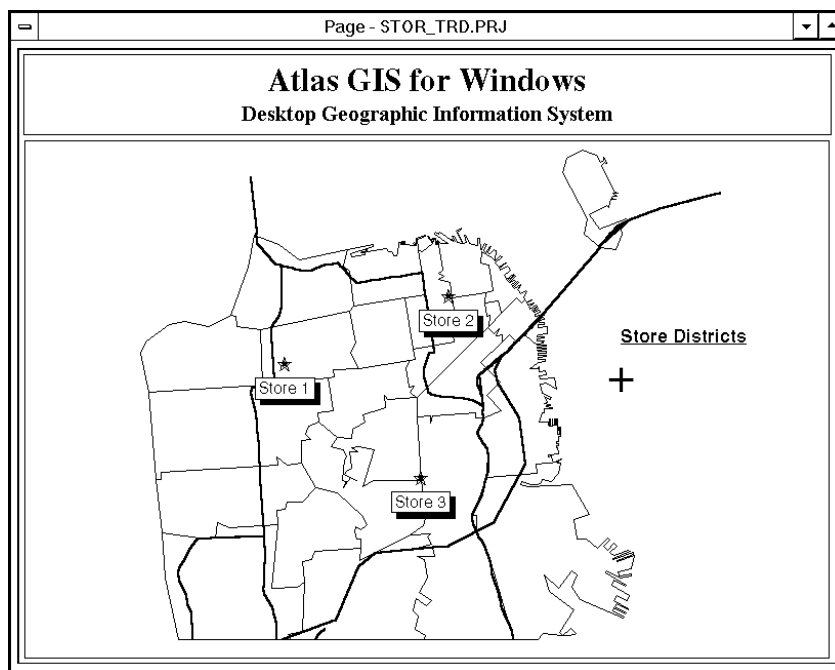 Page - STOR_TRD.PRJ
Atlas GIS for Windows
Desktop Geographic Information System
Store 2
Store Districts
Store 1
Store 3